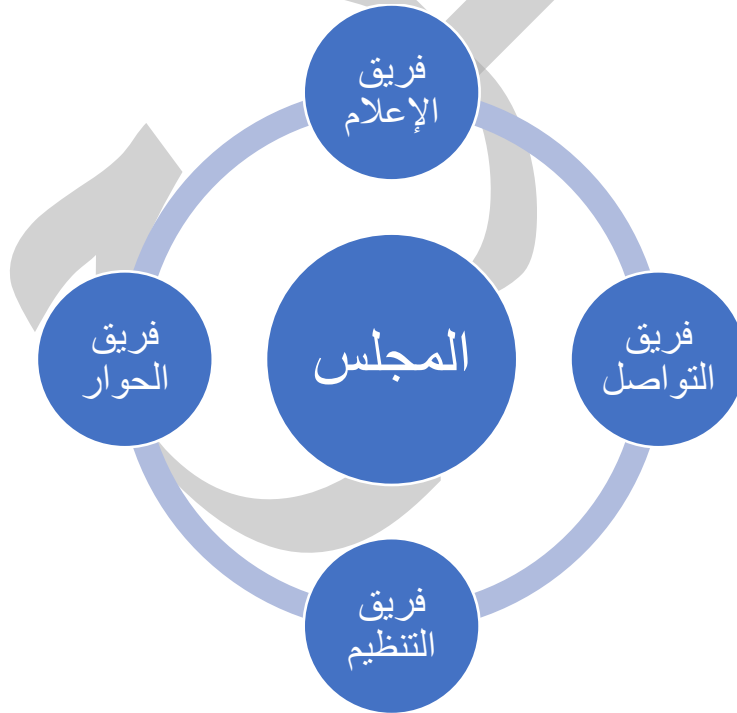 فريق
الإعلام
فريق
التواصل
المجلس
فريق
الحوار
فريق
التنظيم